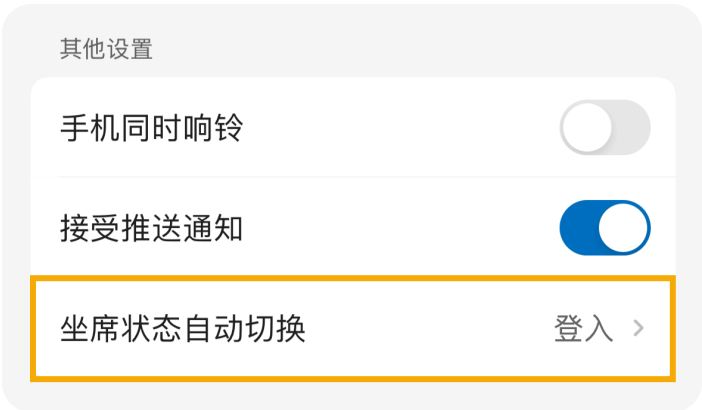 其他设置
手机同时响铃
接受推送通知
坐席状态自动切换 登入